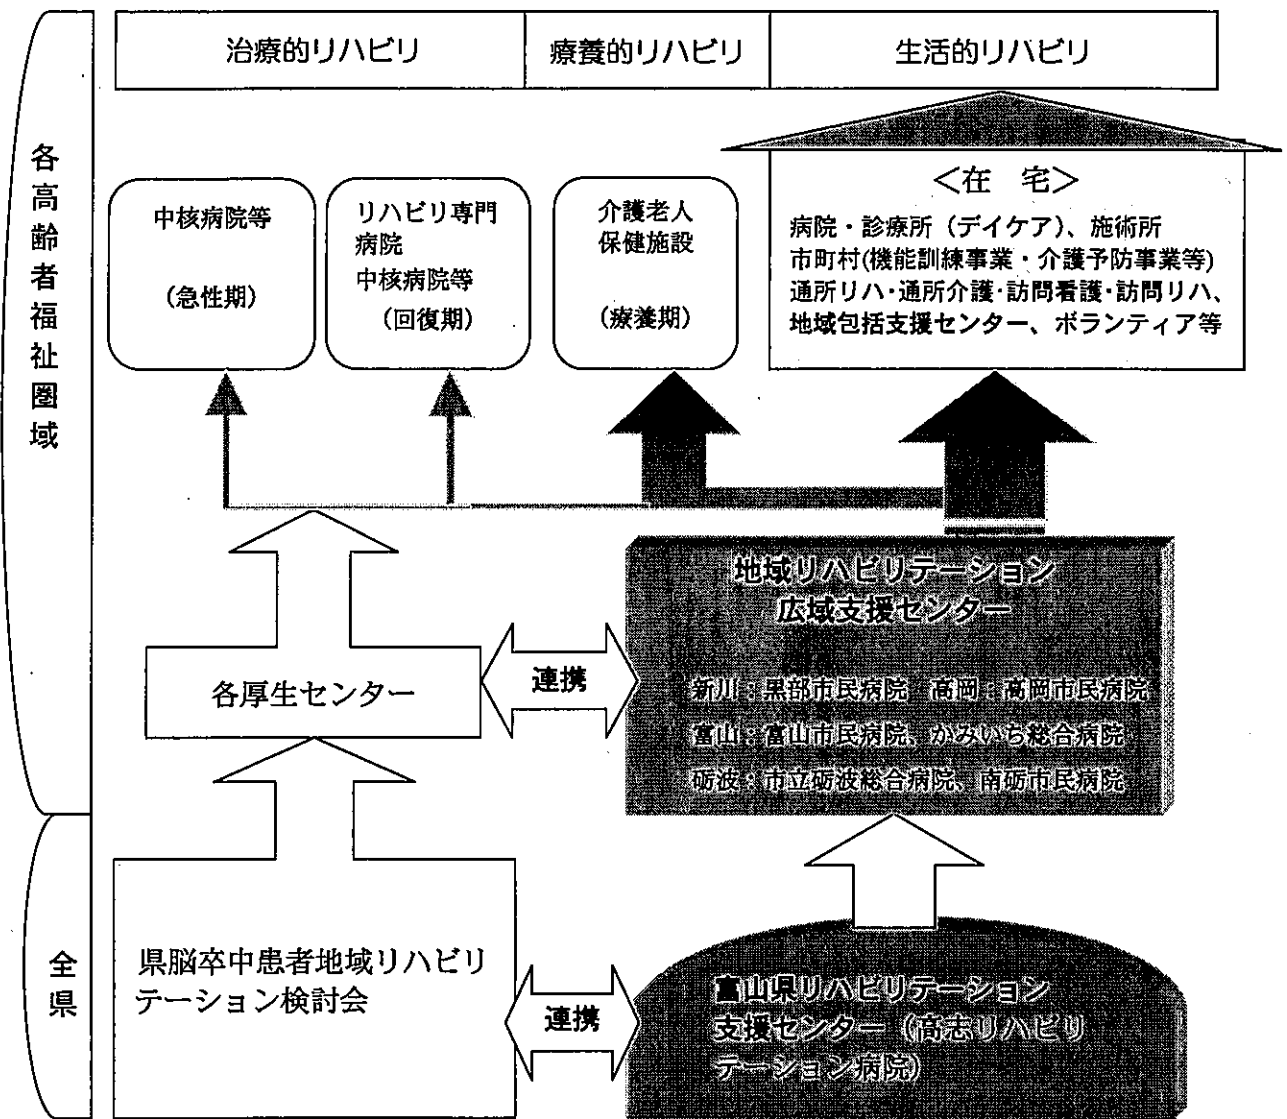 治療的リハビリ
療養的リハビリ
生活的リハビリ
各高齢者福祉圏域
中核病院等
（急性期）
リハビリ専門
病院
中核病院等
（回復期）
介護老人
保健施設
（療養期）
＜在　宅＞
病院・診療所（デイケア）、施術所
市町村(機能訓練事業・介護予防事業等)
通所リハ・通所介護・訪問看護・訪問リハ、
地域包括支援センター、ボランティア等
地域リハビリテーション
広域支援センター
新川：黒部市民病院　高岡：高岡市民病院
富山：富山市民病院、かみいち総合病院
砺波：市立砺波総合病院、南砺市民病院
各厚生センター
連携
全県
県脳卒中患者地域リハビリ
テーション検討会
連携
富山県リハビリテーション
支援センター（高志リハビリ
テーション病院）